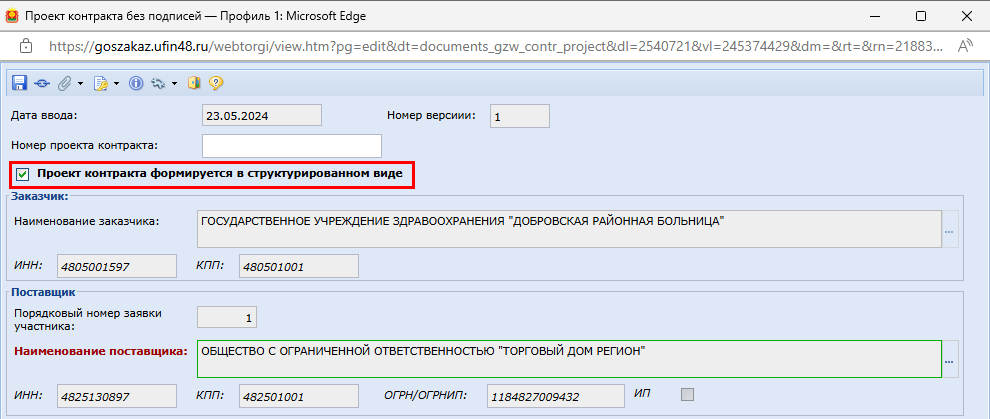 Проект контракта без подписей — Профиль 1: Microsoft Edge
https://goszakaz.ufin48.ru/webtorgi/view.htm?pg=edit&dt=documents_gzw_contr_project&dl=2540721&vl=245374429&dm=&rt=&rn=21883...
Дата ввода: 23.05.2024 Номер версиии: 1
Номер проекта контракта:
Проект контракта формируется в структурированном виде
Заказчик:
Наименование заказчика: ГОСУДАРСТВЕННОЕ УЧРЕЖДЕНИЕ ЗДРАВООХРАНЕНИЯ "ДОБРОВСКАЯ РАЙОННАЯ БОЛЬНИЦА" ...
ИНН: 4805001597 КПП: 480501001
Поставщик
Порядковый номер заявки
участника: 1
Наименование поставщика: ОБЩЕСТВО С ОГРАНИЧЕННОЙ ОТВЕТСТВЕННОСТЬЮ "ТОРГОВЫЙ ДОМ РЕГИОН" ...
ИНН: 4825130897 КПП: 482501001 ОГРН/ОГРНИП: 1184827009432 ИП